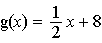 g(x) = 1/2 x + 8